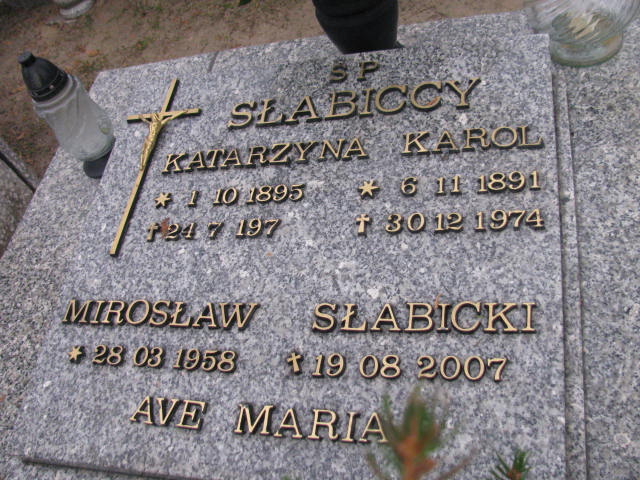 ŚP
SŁABICCY
KATARZYNA KAROL
* 1 10 1895 * 6 11 1891
✝ 24 7 197 ✝ 30 12 1974
MIROSŁAW SŁABICKI
* 28 03 1958 ✝ 19 08 2007
AVE MARIA